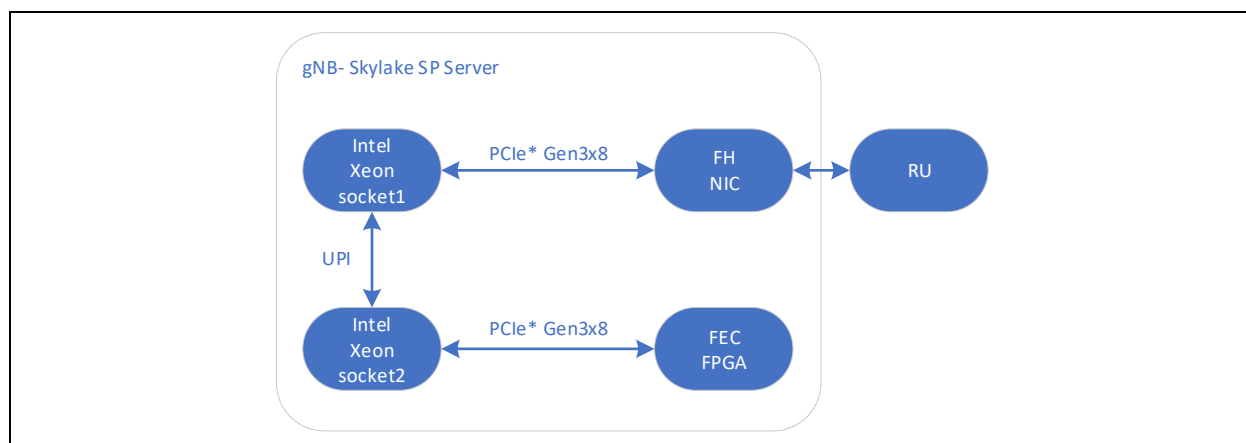 gNB- Skylake SP Server
Intel
Xeon
socket1
PCIe* Gen3x8
FH
NIC
RU
UPI
Intel
Xeon
socket2
PCIe* Gen3x8
FEC
FPGA